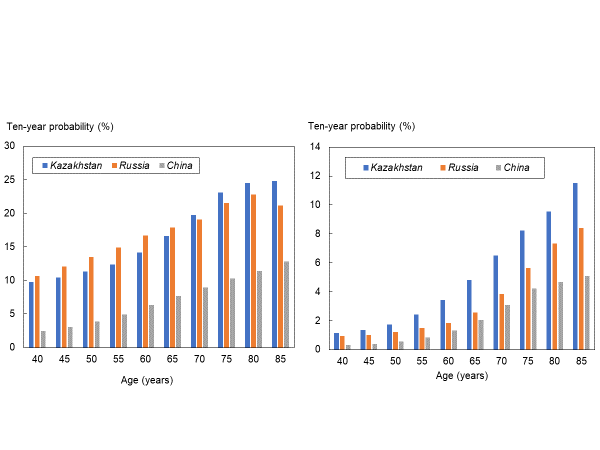 Ten-year probability (%)
30
25
20
15
10
5
0
Kazakhstan Russia China
40 45 50 55 60 65 70 75 80 85
Age (years)
Ten-year probability (%)
14
12
10
8
6
4
2
0
Kazakhstan Russia China
40 45 50 55 60 65 70 75 80 85
Age (years)